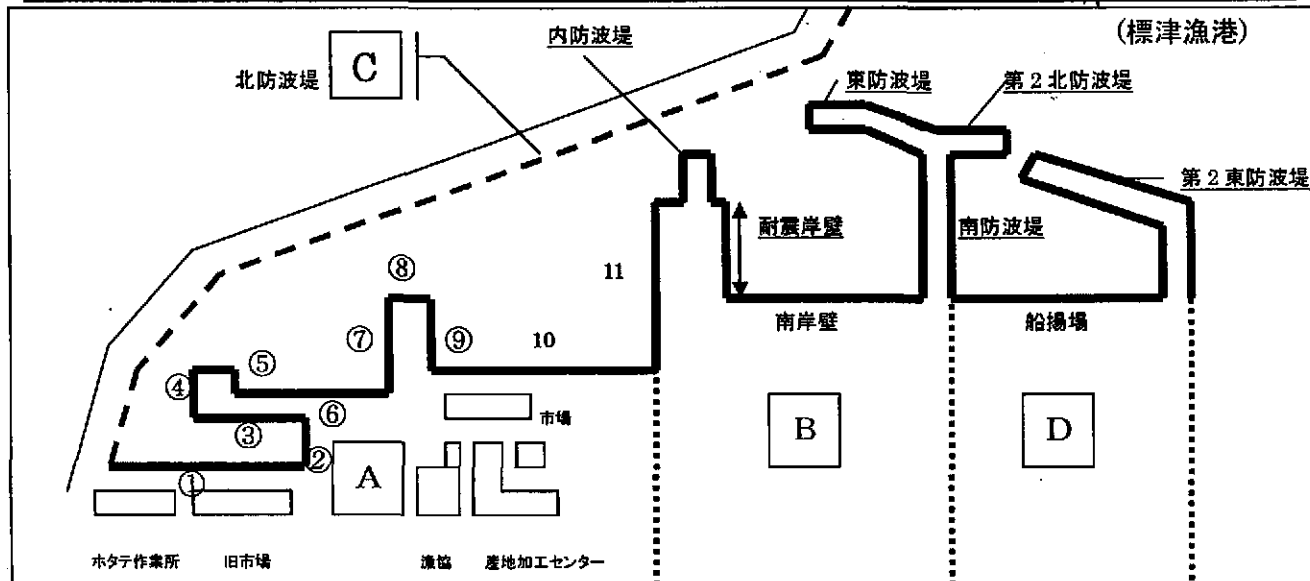 (標津漁港)
内防波堤
北防波堤
C
東防波堤
第2北防波堤
第2東防波堤
耐震岸壁
南防波堤
⑧
11
南岸壁
船揚場
⑦
⑨
10
⑤
④
⑥
市場
③
B
D
②
A
①
ホタテ作業所
旧市場
漁協
産地加工センター